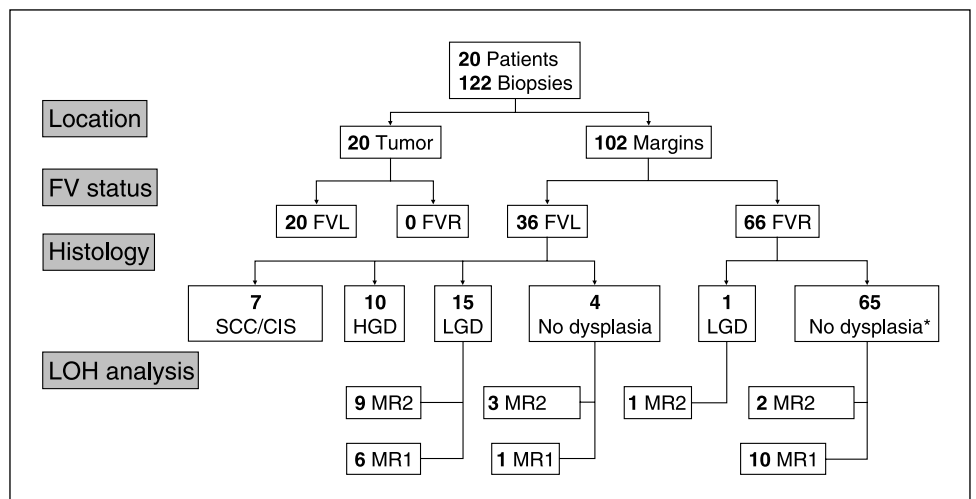 20 Patients
122 Biopsies
Location
20 Tumor
102 Margins
FV status
20 FVL
0 FVR
36 FVL
66 FVR
Histology
7
SCC/CIS
10
HGD
15
LGD
4
No dysplasia
1
LGD
65
No dysplasia*
LOH analysis
9 MR2
3 MR2
1 MR2
2 MR2
6 MR1
1 MR1
10 MR1